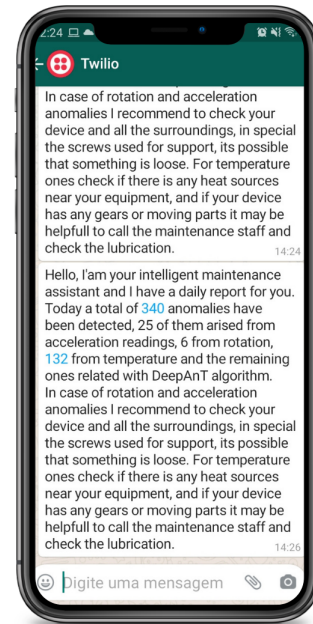 2:24
Twilio
In case of rotation and acceleration
anomalies I recommend to check your
device and all the surroundings, in special
the screws used for support, its possible
that something is loose. For temperature
ones check if there is any heat sources
near your equipment, and if your device
has any gears or moving parts it may be
helpfull to call the maintenance staff and
check the lubrication.
14:24
Hello, I'am your intelligent maintenance
assistant and I have a daily report for you.
Today a total of 340 anomalies have
been detected, 25 of them arised from
acceleration readings, 6 from rotation,
132 from temperature and the remaining
ones related with DeepAnT algorithm.
In case of rotation and acceleration
anomalies I recommend to check your
device and all the surroundings, in special
the screws used for support, its possible
that something is loose. For temperature
ones check if there is any heat sources
near your equipment, and if your device
has any gears or moving parts it may be
helpfull to call the maintenance staff and
check the lubrication.
14:26
Digite uma mensagem